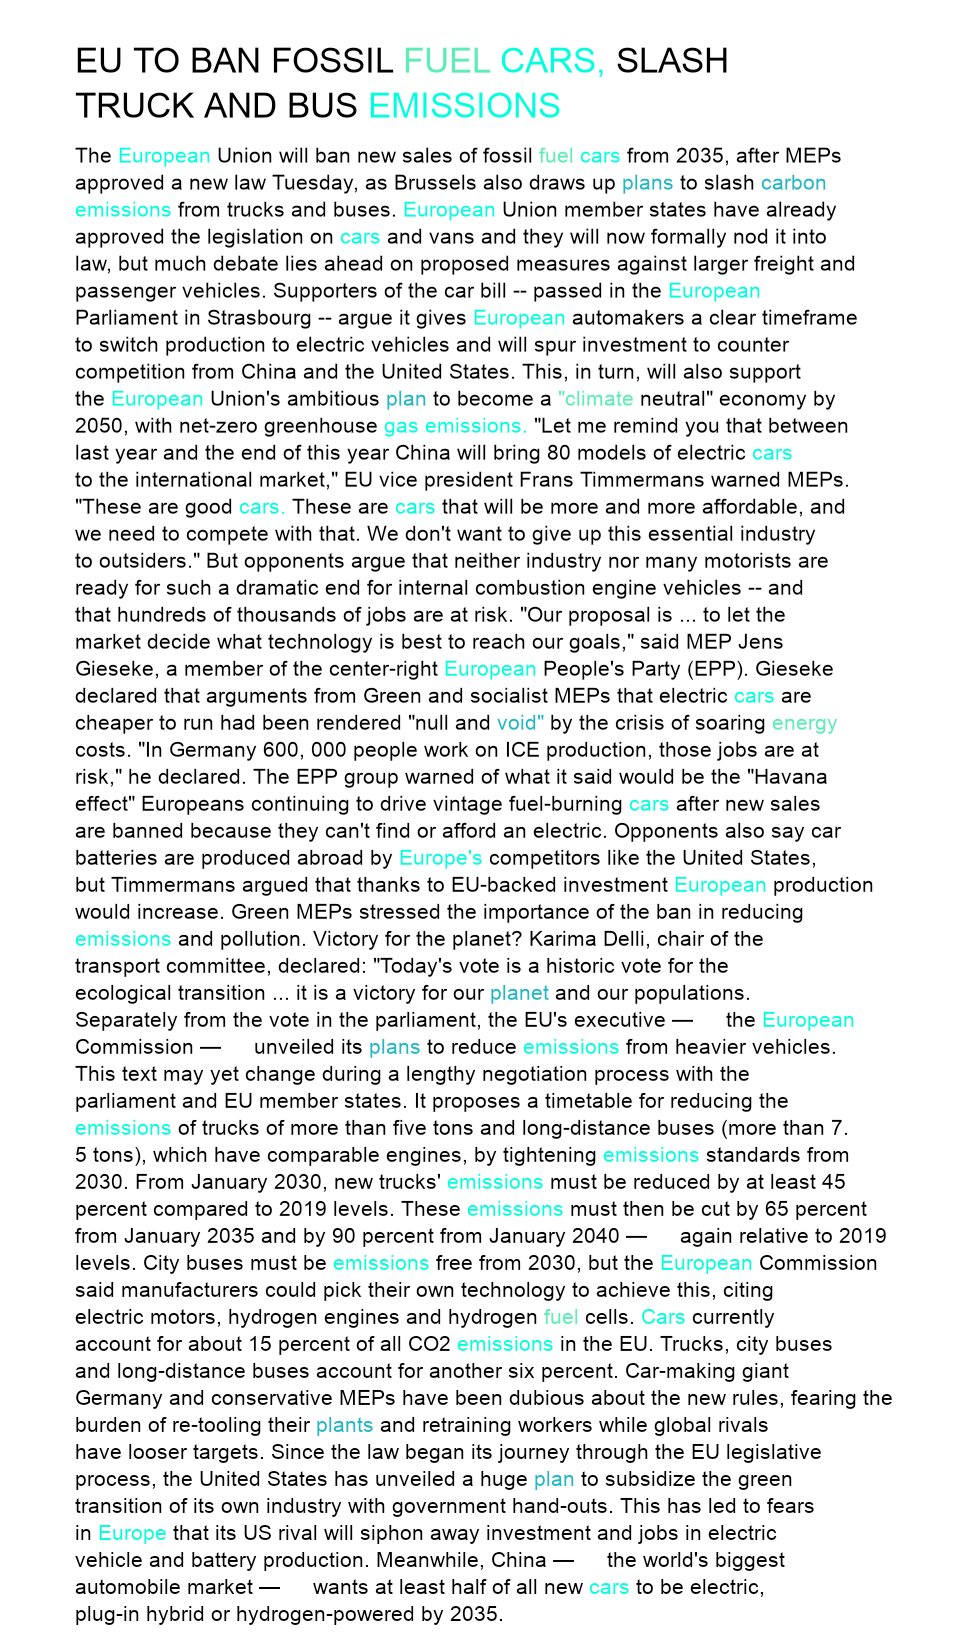 EU TO BAN FOSSIL FUEL CARS, SLASH
TRUCK AND BUS EMISSIONS
The European Union will ban new sales of fossil fuel cars from 2035, after MEPs
approved a new law Tuesday, as Brussels also draws up plans to slash carbon
emissions from trucks and buses. European Union member states have already
approved the legislation on cars and vans and they will now formally nod it into
law, but much debate lies ahead on proposed measures against larger freight and
passenger vehicles. Supporters of the car bill -- passed in the European
Parliament in Strasbourg -- argue it gives European automakers a clear timeframe
to switch production to electric vehicles and will spur investment to counter
competition from China and the United States. This, in turn, will also support
the European Union's ambitious plan to become a "climate neutral" economy by
2050, with net-zero greenhouse gas emissions. "Let me remind you that between
last year and the end of this year China will bring 80 models of electric cars
to the international market," EU vice president Frans Timmermans warned MEPs.
"These are good cars. These are cars that will be more and more affordable, and
we need to compete with that. We don't want to give up this essential industry
to outsiders." But opponents argue that neither industry nor many motorists are
ready for such a dramatic end for internal combustion engine vehicles -- and
that hundreds of thousands of jobs are at risk. "Our proposal is ... to let the
market decide what technology is best to reach our goals," said MEP Jens
Gieseke, a member of the center-right European People's Party (EPP). Gieseke
declared that arguments from Green and socialist MEPs that electric cars are
cheaper to run had been rendered "null and void" by the crisis of soaring energy
costs. "In Germany 600, 000 people work on ICE production, those jobs are at
risk," he declared. The EPP group warned of what it said would be the "Havana
effect" Europeans continuing to drive vintage fuel-burning cars after new sales
are banned because they can't find or afford an electric. Opponents also say car
batteries are produced abroad by Europe's competitors like the United States,
but Timmermans argued that thanks to EU-backed investment European production
would increase. Green MEPs stressed the importance of the ban in reducing
emissions and pollution. Victory for the planet? Karima Delli, chair of the
transport committee, declared: "Today's vote is a historic vote for the
ecological transition ... it is a victory for our planet and our populations.
Separately from the vote in the parliament, the EU's executive — the European
Commission — unveiled its plans to reduce emissions from heavier vehicles.
This text may yet change during a lengthy negotiation process with the
parliament and EU member states. It proposes a timetable for reducing the
emissions of trucks of more than five tons and long-distance buses (more than 7.
5 tons), which have comparable engines, by tightening emissions standards from
2030. From January 2030, new trucks' emissions must be reduced by at least 45
percent compared to 2019 levels. These emissions must then be cut by 65 percent
from January 2035 and by 90 percent from January 2040 — again relative to 2019
levels. City buses must be emissions free from 2030, but the European Commission
said manufacturers could pick their own technology to achieve this, citing
electric motors, hydrogen engines and hydrogen fuel cells. Cars currently
account for about 15 percent of all CO2 emissions in the EU. Trucks, city buses
and long-distance buses account for another six percent. Car-making giant
Germany and conservative MEPs have been dubious about the new rules, fearing the
burden of re-tooling their plants and retraining workers while global rivals
have looser targets. Since the law began its journey through the EU legislative
process, the United States has unveiled a huge plan to subsidize the green
transition of its own industry with government hand-outs. This has led to fears
in Europe that its US rival will siphon away investment and jobs in electric
vehicle and battery production. Meanwhile, China — the world's biggest
automobile market — wants at least half of all new cars to be electric,
plug-in hybrid or hydrogen-powered by 2035.